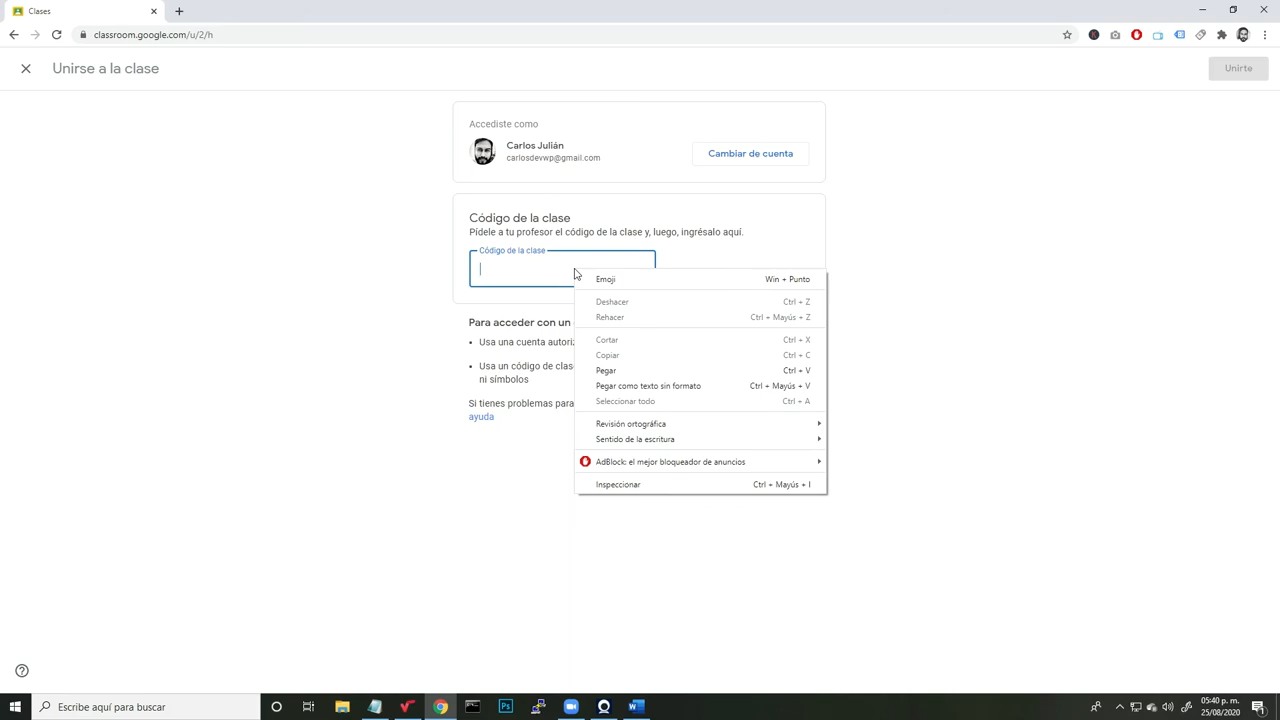 Clases
classroom.google.com/u/2/h
Unirse a la clase
Unirte
Accediste como
Carlos Julián
carlosdevwp@gmail.com
Cambiar de cuenta
Código de la clase
Pídele a tu profesor el código de la clase y, luego, ingrésalo aquí.
Código de la clase
Emoji Win + Punto
Deshacer Ctrl + Z
Rehacer Ctrl + Mayús + Z
Cortar Ctrl + X
Copiar Ctrl + C
Pegar Ctrl + V
Pegar como texto sin formato Ctrl + Mayús + V
Seleccionar todo Ctrl + A
Revisión ortográfica
Sentido de la escritura
AdBlock: el mejor bloqueador de anuncios
Inspeccionar Ctrl + Mayús + I
Para acceder con un
• Usa una cuenta autoriz
• Usa un código de clas
ni símbolos
Si tienes problemas para
ayuda
Escribe aquí para buscar
Ps
05:40 p. m.
25/08/2020